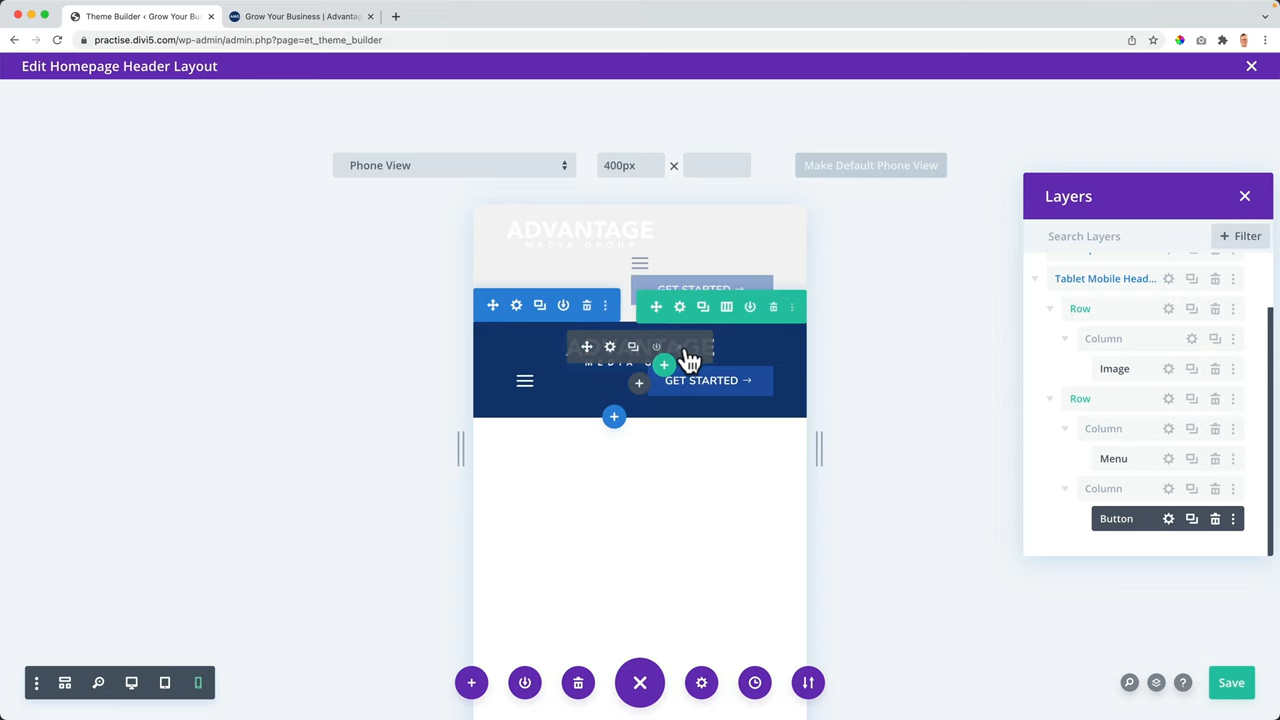 Theme Builder ‹ Grow Your Bu
Grow Your Business | Advanta
practise.divi5.com/wp-admin/admin.php?page=et_theme_builder
Edit Homepage Header Layout
Phone View
400px
Make Default Phone View
Layers
Search Layers
+ Filter
ADVANTAGE
MEDIA GROUP
GET STARTED →
Tablet Mobile Head...
Row
Column
Image
ADVANTAGE
MEDIA G
GET STARTED →
Row
Column
Menu
Column
Button
Save